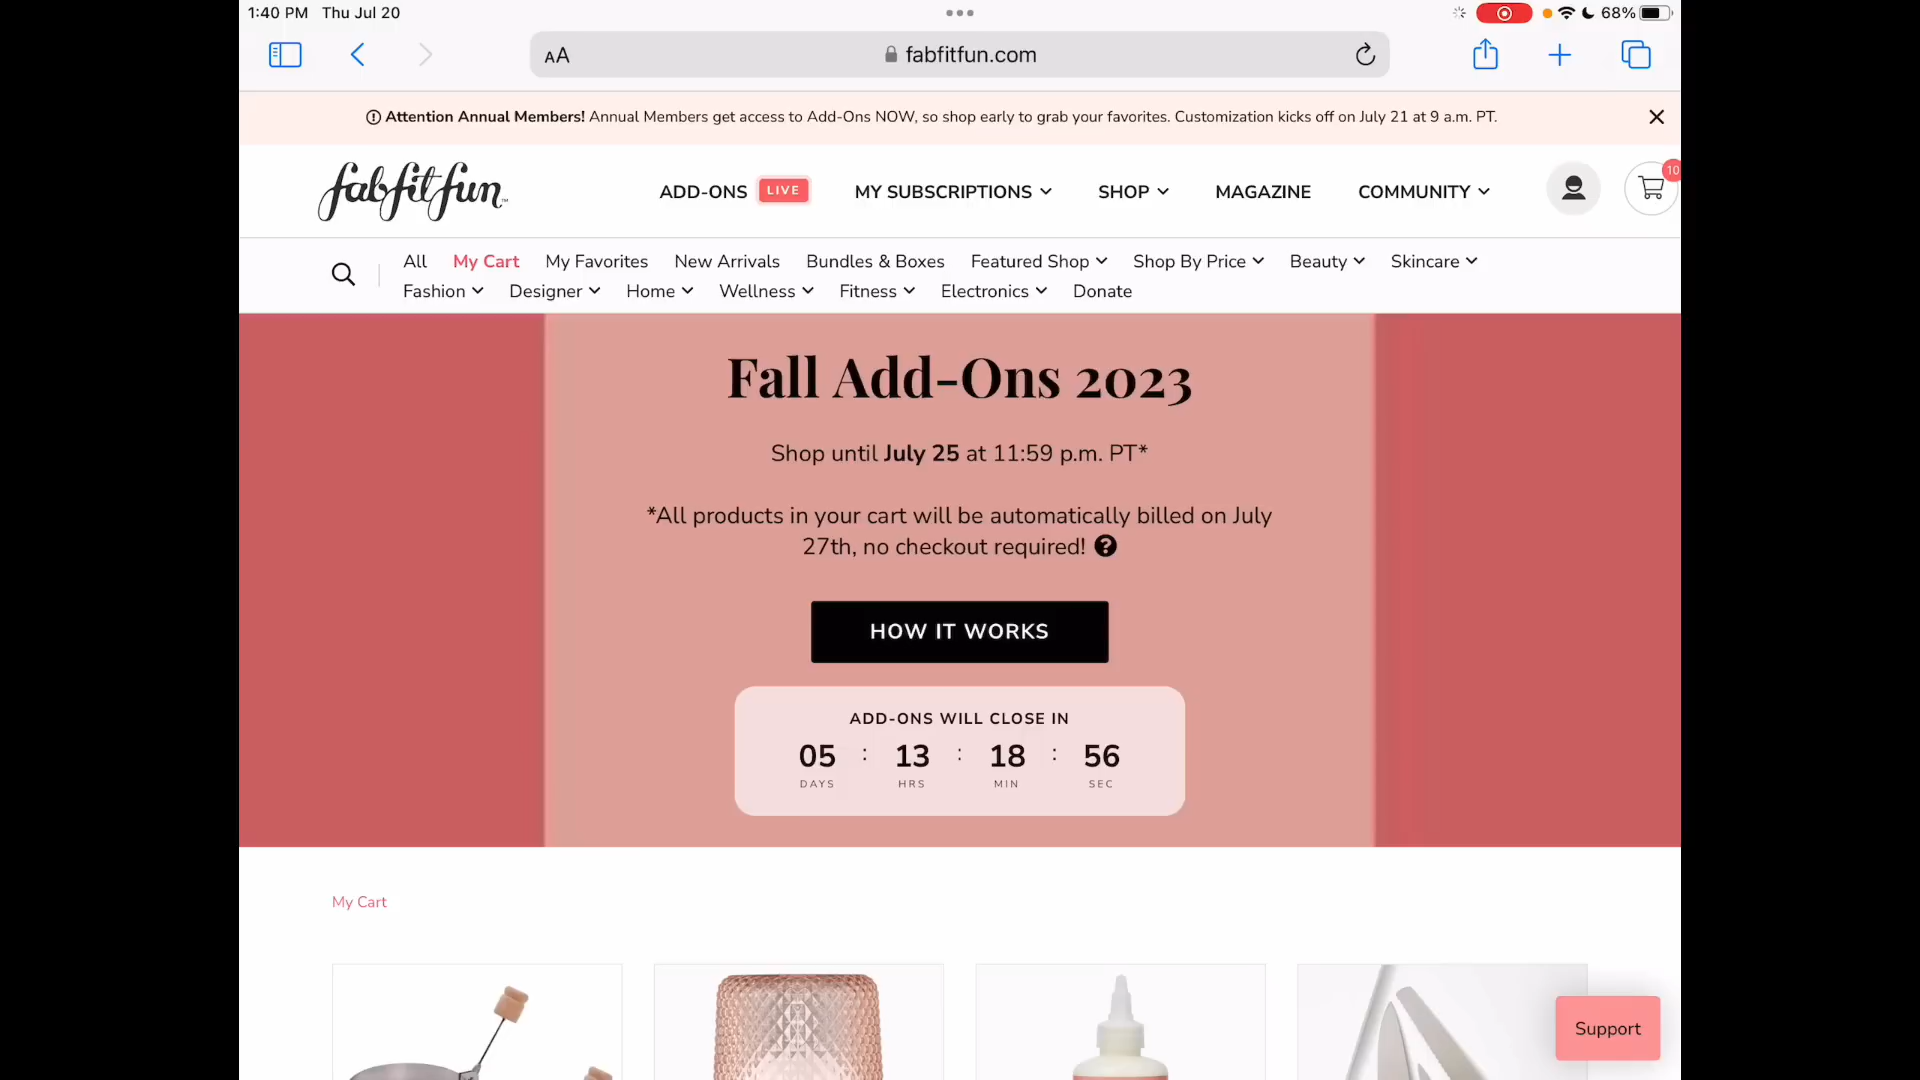 1:40 PM Thu Jul 20
68%
AA
fabfitfun.com
Attention Annual Members! Annual Members get access to Add-Ons NOW, so shop early to grab your favorites. Customization kicks off on July 21 at 9 a.m. PT.
fabfitfun™
ADD-ONS LIVE MY SUBSCRIPTIONS SHOP MAGAZINE COMMUNITY 10
All My Cart My Favorites New Arrivals Bundles & Boxes Featured Shop Shop By Price Beauty Skincare
Fashion Designer Home Wellness Fitness Electronics Donate
Fall Add-Ons 2023
Shop until July 25 at 11:59 p.m. PT*
*All products in your cart will be automatically billed on July
27th, no checkout required! ?
HOW IT WORKS
ADD-ONS WILL CLOSE IN
05 : 13 : 18 : 56
DAYS HRS MIN SEC
My Cart
Support